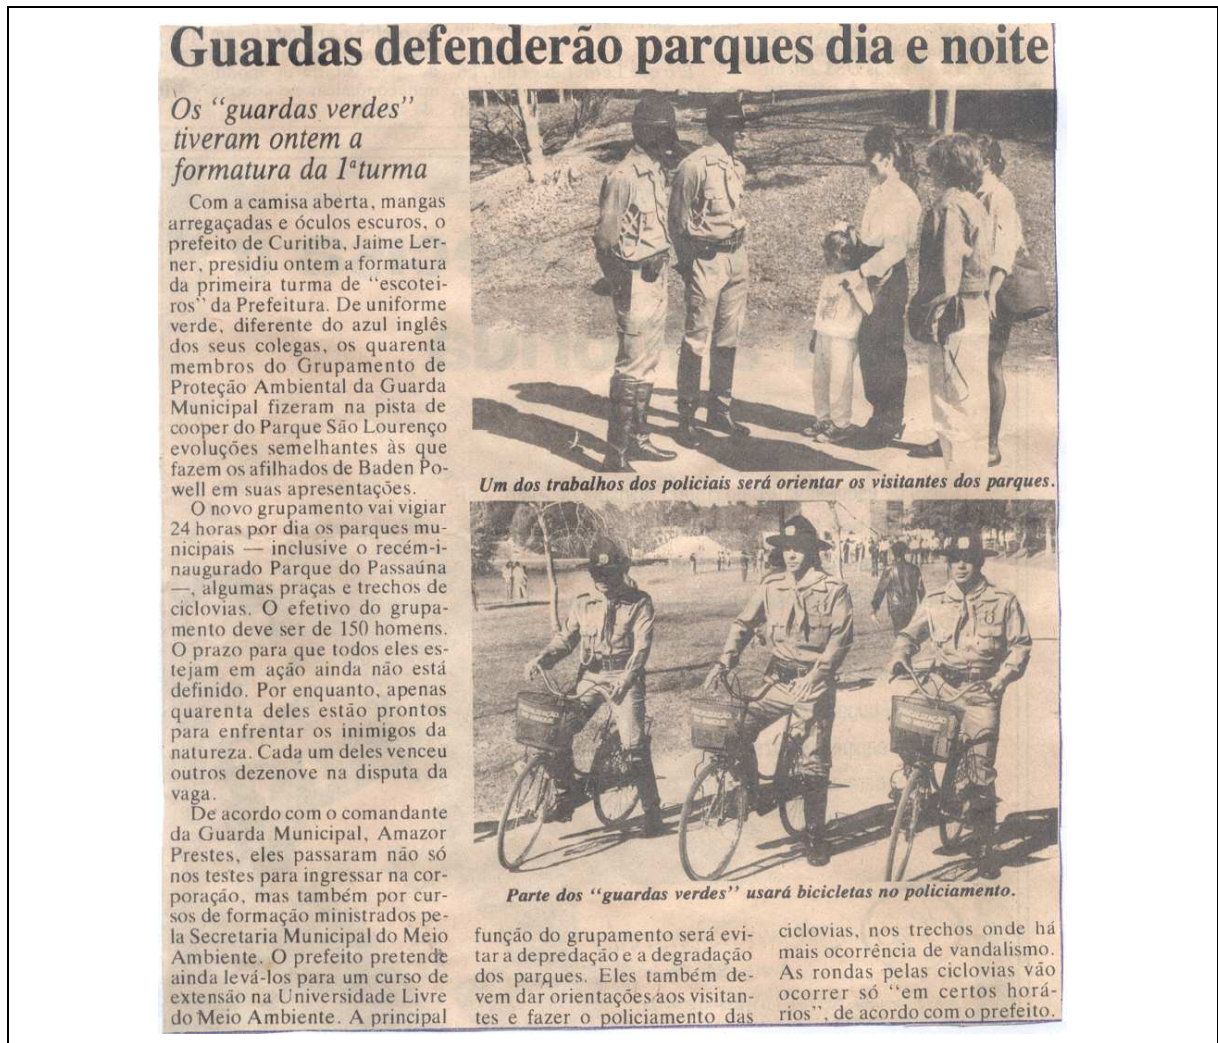 Guardas defenderão parques dia e noite
Os “guardas verdes”
tiveram ontem a
formatura da 1ª turma
Com a camisa aberta, mangas
arregaçadas e óculos escuros, o
prefeito de Curitiba, Jaime Ler-
ner, presidiu ontem a formatura
da primeira turma de “escotei-
ros” da Prefeitura. De uniforme
verde, diferente do azul inglês
dos seus colegas, os quarenta
membros do Grupamento de
Proteção Ambiental da Guarda
Municipal fizeram na pista de
cooper do Parque São Lourenço
evoluções semelhantes às que
fazem os afilhados de Baden Po-
well em suas apresentações.
O novo grupamento vai vigiar
24 horas por dia os parques mu-
nicipais — inclusive o recém-i-
naugurado Parque do Passaúna
—, algumas praças e trechos de
ciclovias. O efetivo do grupa-
mento deve ser de 150 homens.
O prazo para que todos eles es-
tejam em ação ainda não está
definido. Por enquanto, apenas
quarenta deles estão prontos
para enfrentar os inimigos da
natureza. Cada um deles venceu
outros dezenove na disputa da
vaga.
De acordo com o comandante
da Guarda Municipal, Amazor
Prestes, eles passaram não só
nos testes para ingressar na cor-
poração, mas também por cur-
sos de formação ministrados pe-
la Secretaria Municipal do Meio
Ambiente. O prefeito pretende
ainda levá-los para um curso de
extensão na Universidade Livre
do Meio Ambiente. A principal
Um dos trabalhos dos policiais será orientar os visitantes dos parques.
Parte dos “guardas verdes” usará bicicletas no policiamento.
função do grupamento será evi-
tar a depredação e a degradação
dos parques. Eles também de-
vem dar orientações aos visitan-
tes e fazer o policiamento das
ciclovias, nos trechos onde há
mais ocorrência de vandalismo.
As rondas pelas ciclovias vão
ocorrer só “em certos horá-
rios”, de acordo com o prefeito.